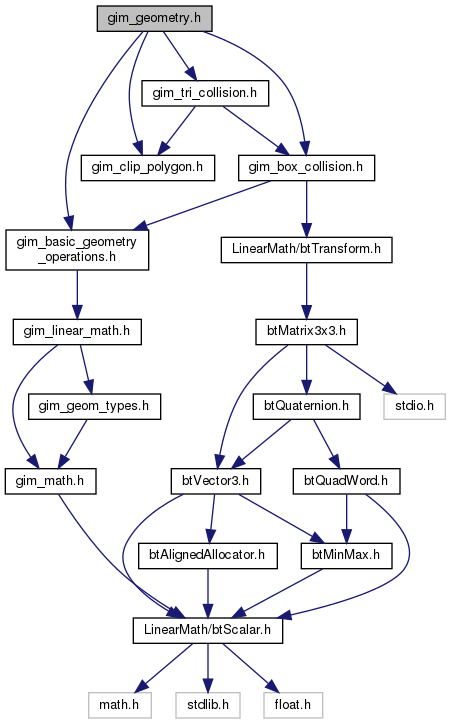 gim_geometry.h
gim_tri_collision.h
gim_clip_polygon.h
gim_box_collision.h
gim_basic_geometry
_operations.h
LinearMath/btTransform.h
gim_linear_math.h
btMatrix3x3.h
gim_geom_types.h
btQuaternion.h
stdio.h
gim_math.h
btVector3.h
btQuadWord.h
btAlignedAllocator.h
btMinMax.h
LinearMath/btScalar.h
math.h
stdlib.h
float.h